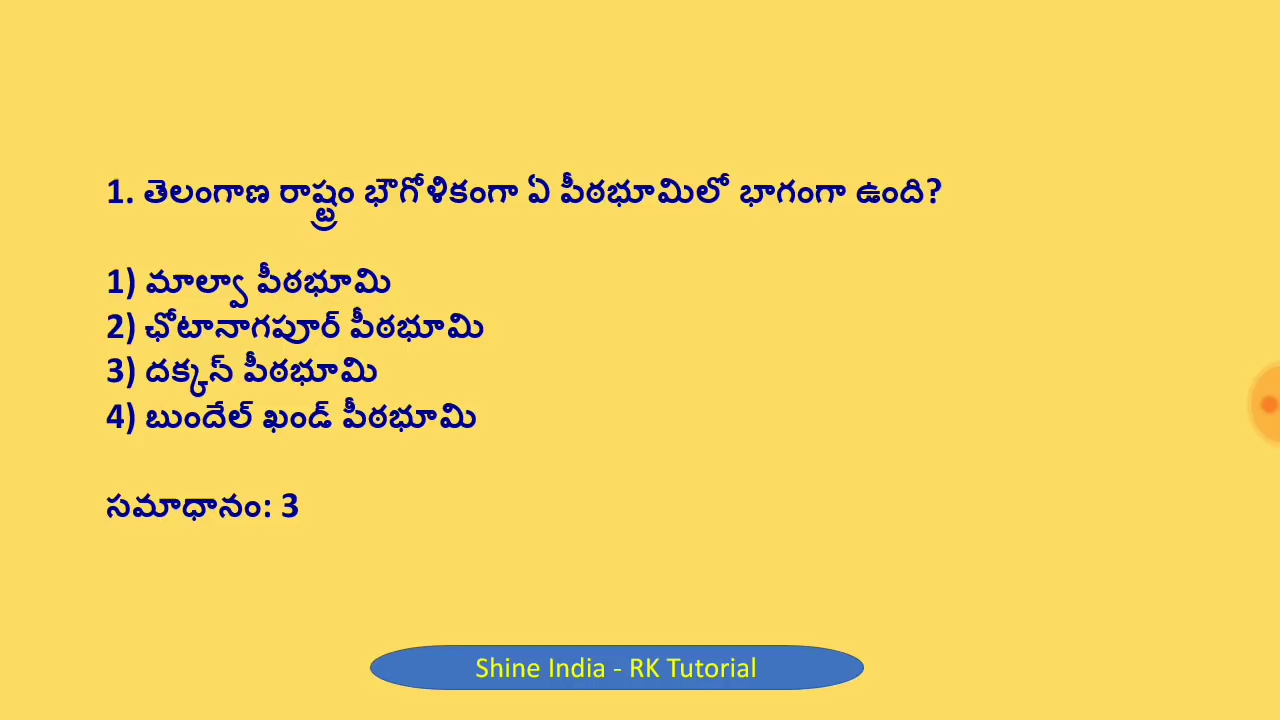 1. తెలంగాణ రాష్ట్రం భౌగోళికంగా ఏ పీఠభూమిలో భాగంగా ఉంది?
1) మాల్వా పీఠభూమి
2) ఛోటానాగపూర్ పీఠభూమి
3) దక్కన్ పీఠభూమి
4) బుందేల్ ఖండ్ పీఠభూమి
సమాధానం: 3
Shine India - RK Tutorial